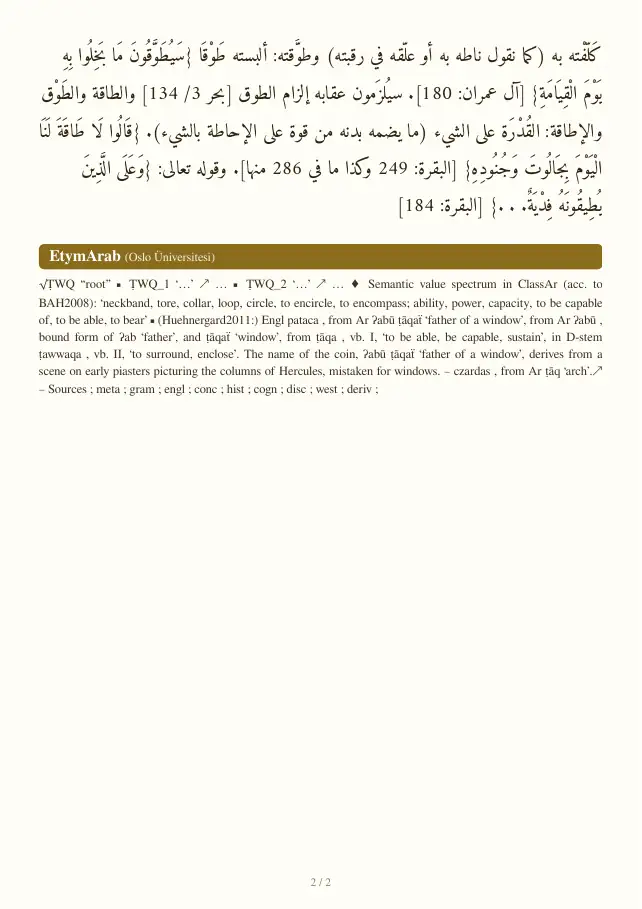 كَلَّفْته به (كما نقول ناطه به أو علّقه في رقبته) وطوَّقته: ألبسته طَوْقَا {سَيُطَوَّقُونَ مَا بَخِلُوا بِهِ
يَوْمَ الْقِيَامَةِ} [آل عمران: 180]. سيُلزَمون عقابه إلزام الطوق [بحر 3/ 134] والطاقة والطَوْق
والإطاقة: القُدْرَة على الشيء (ما يضمه بدنه من قوة على الإحاطة بالشيء). {قَالُوا لَا طَاقَةَ لَنَا
الْيَوْمَ بِجَالُوتَ وَجُنُودِهِ} [البقرة: 249 وكذا ما في 286 منها]. وقوله تعالى: {وَعَلَى الَّذِينَ
يُطِيقُونَهُ فِدْيَةٌ. . .} [البقرة: 184]
EtymArab (Oslo Üniversitesi)
√ṬWQ “root” ▪ ṬWQ_1 ‘…’ ↗ … ▪ ṬWQ_2 ‘…’ ↗ … ♦ Semantic value spectrum in ClassAr (acc. to
BAH2008): ‘neckband, tore, collar, loop, circle, to encircle, to encompass; ability, power, capacity, to be capable
of, to be able, to bear’ ▪ (Huehnergard2011:) Engl pataca , from Ar ʔabū ṭāqaẗ ‘father of a window’, from Ar ʔabū ,
bound form of ʔab ‘father’, and ṭāqaẗ ‘window’, from ṭāqa , vb. I, ‘to be able, be capable, sustain’, in D-stem
ṭawwaqa , vb. II, ‘to surround, enclose’. The name of the coin, ʔabū ṭāqaẗ ‘father of a window’, derives from a
scene on early piasters picturing the columns of Hercules, mistaken for windows. – czardas , from Ar ṭāq ‘arch’.↗
– Sources ; meta ; gram ; engl ; conc ; hist ; cogn ; disc ; west ; deriv ;
2 / 2